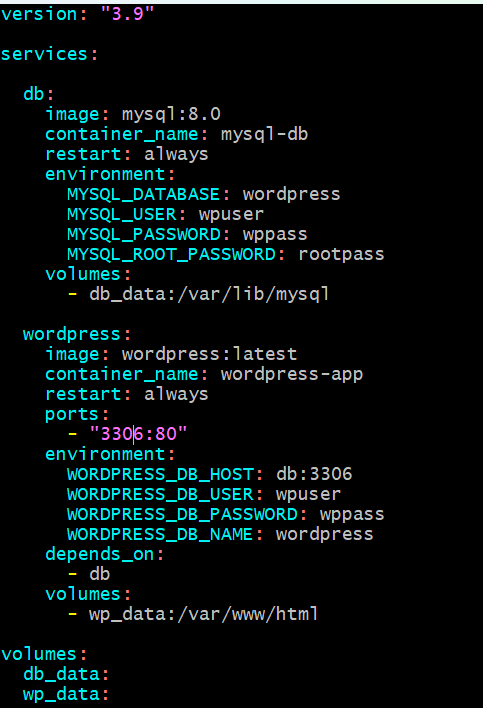 version: "3.9"
services:
db:
image: mysql:8.0
container_name: mysql-db
restart: always
environment:
MYSQL_DATABASE: wordpress
MYSQL_USER: wpuser
MYSQL_PASSWORD: wppass
MYSQL_ROOT_PASSWORD: rootpass
volumes:
- db_data:/var/lib/mysql
wordpress:
image: wordpress:latest
container_name: wordpress-app
restart: always
ports:
- "3306:80"
environment:
WORDPRESS_DB_HOST: db:3306
WORDPRESS_DB_USER: wpuser
WORDPRESS_DB_PASSWORD: wppass
WORDPRESS_DB_NAME: wordpress
depends_on:
- db
volumes:
- wp_data:/var/www/html
volumes:
db_data:
wp_data: